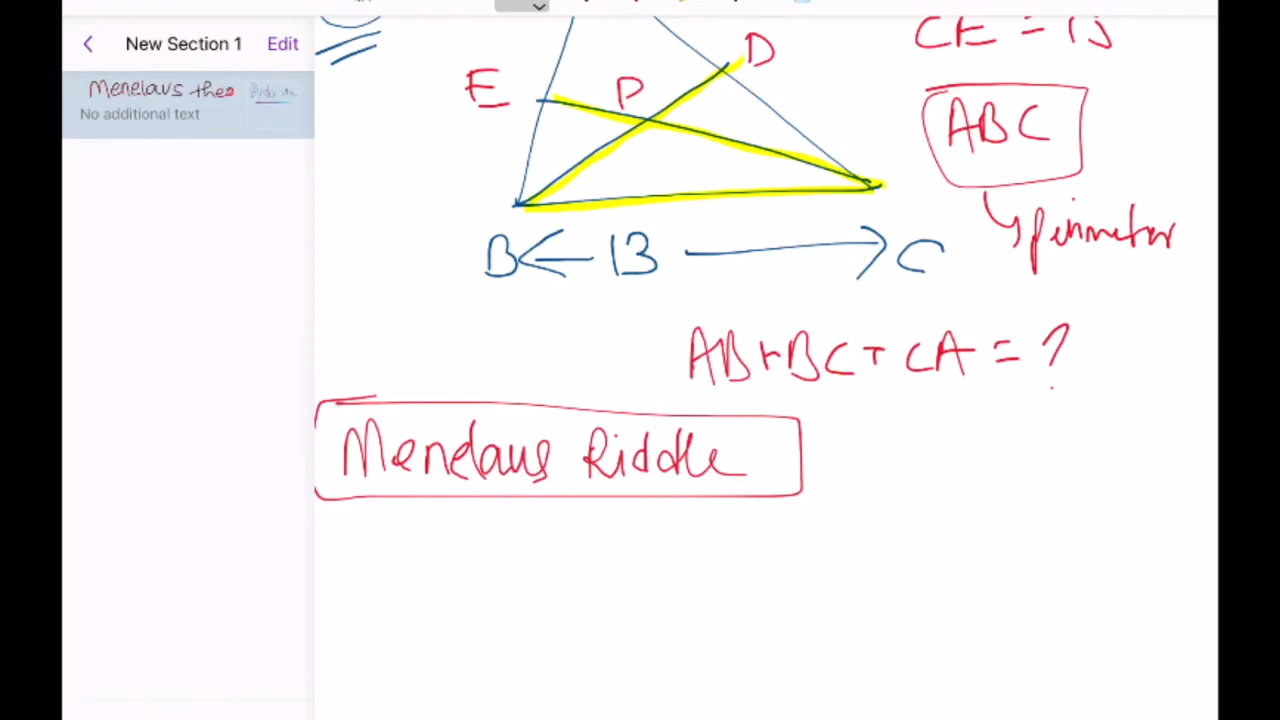 New Section 1 Edit
Menelaus theo
No additional text
CE = 15
E P D
ABC
perimeter
B 13 C
AB+BC+CA = ?
Menelaus Riddle